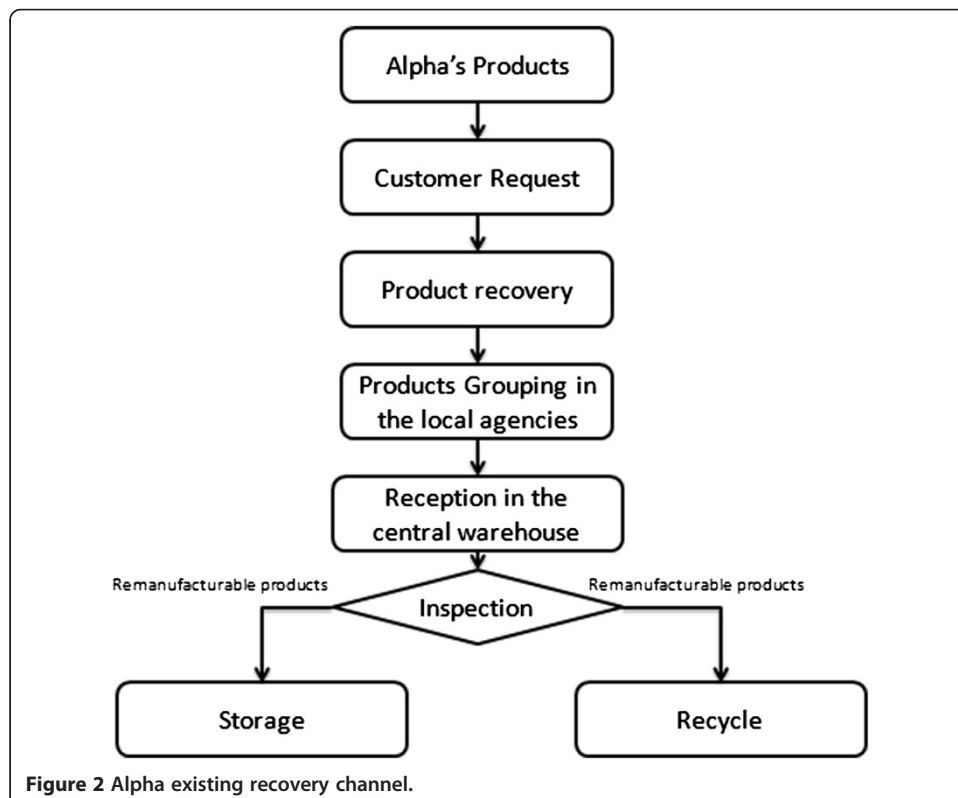 Alpha's Products
Customer Request
Product recovery
Products Grouping in
the local agencies
Reception in the
central warehouse
Remanufacturable products
Remanufacturable products
Inspection
Storage
Recycle
Figure 2 Alpha existing recovery channel.